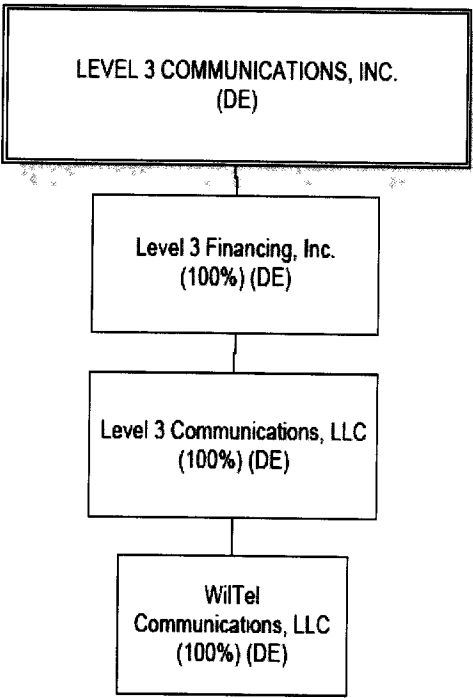 LEVEL 3 COMMUNICATIONS, INC.
(DE)
Level 3 Financing, Inc.
(100%) (DE)
Level 3 Communications, LLC
(100%) (DE)
WilTel
Communications, LLC
(100%) (DE)